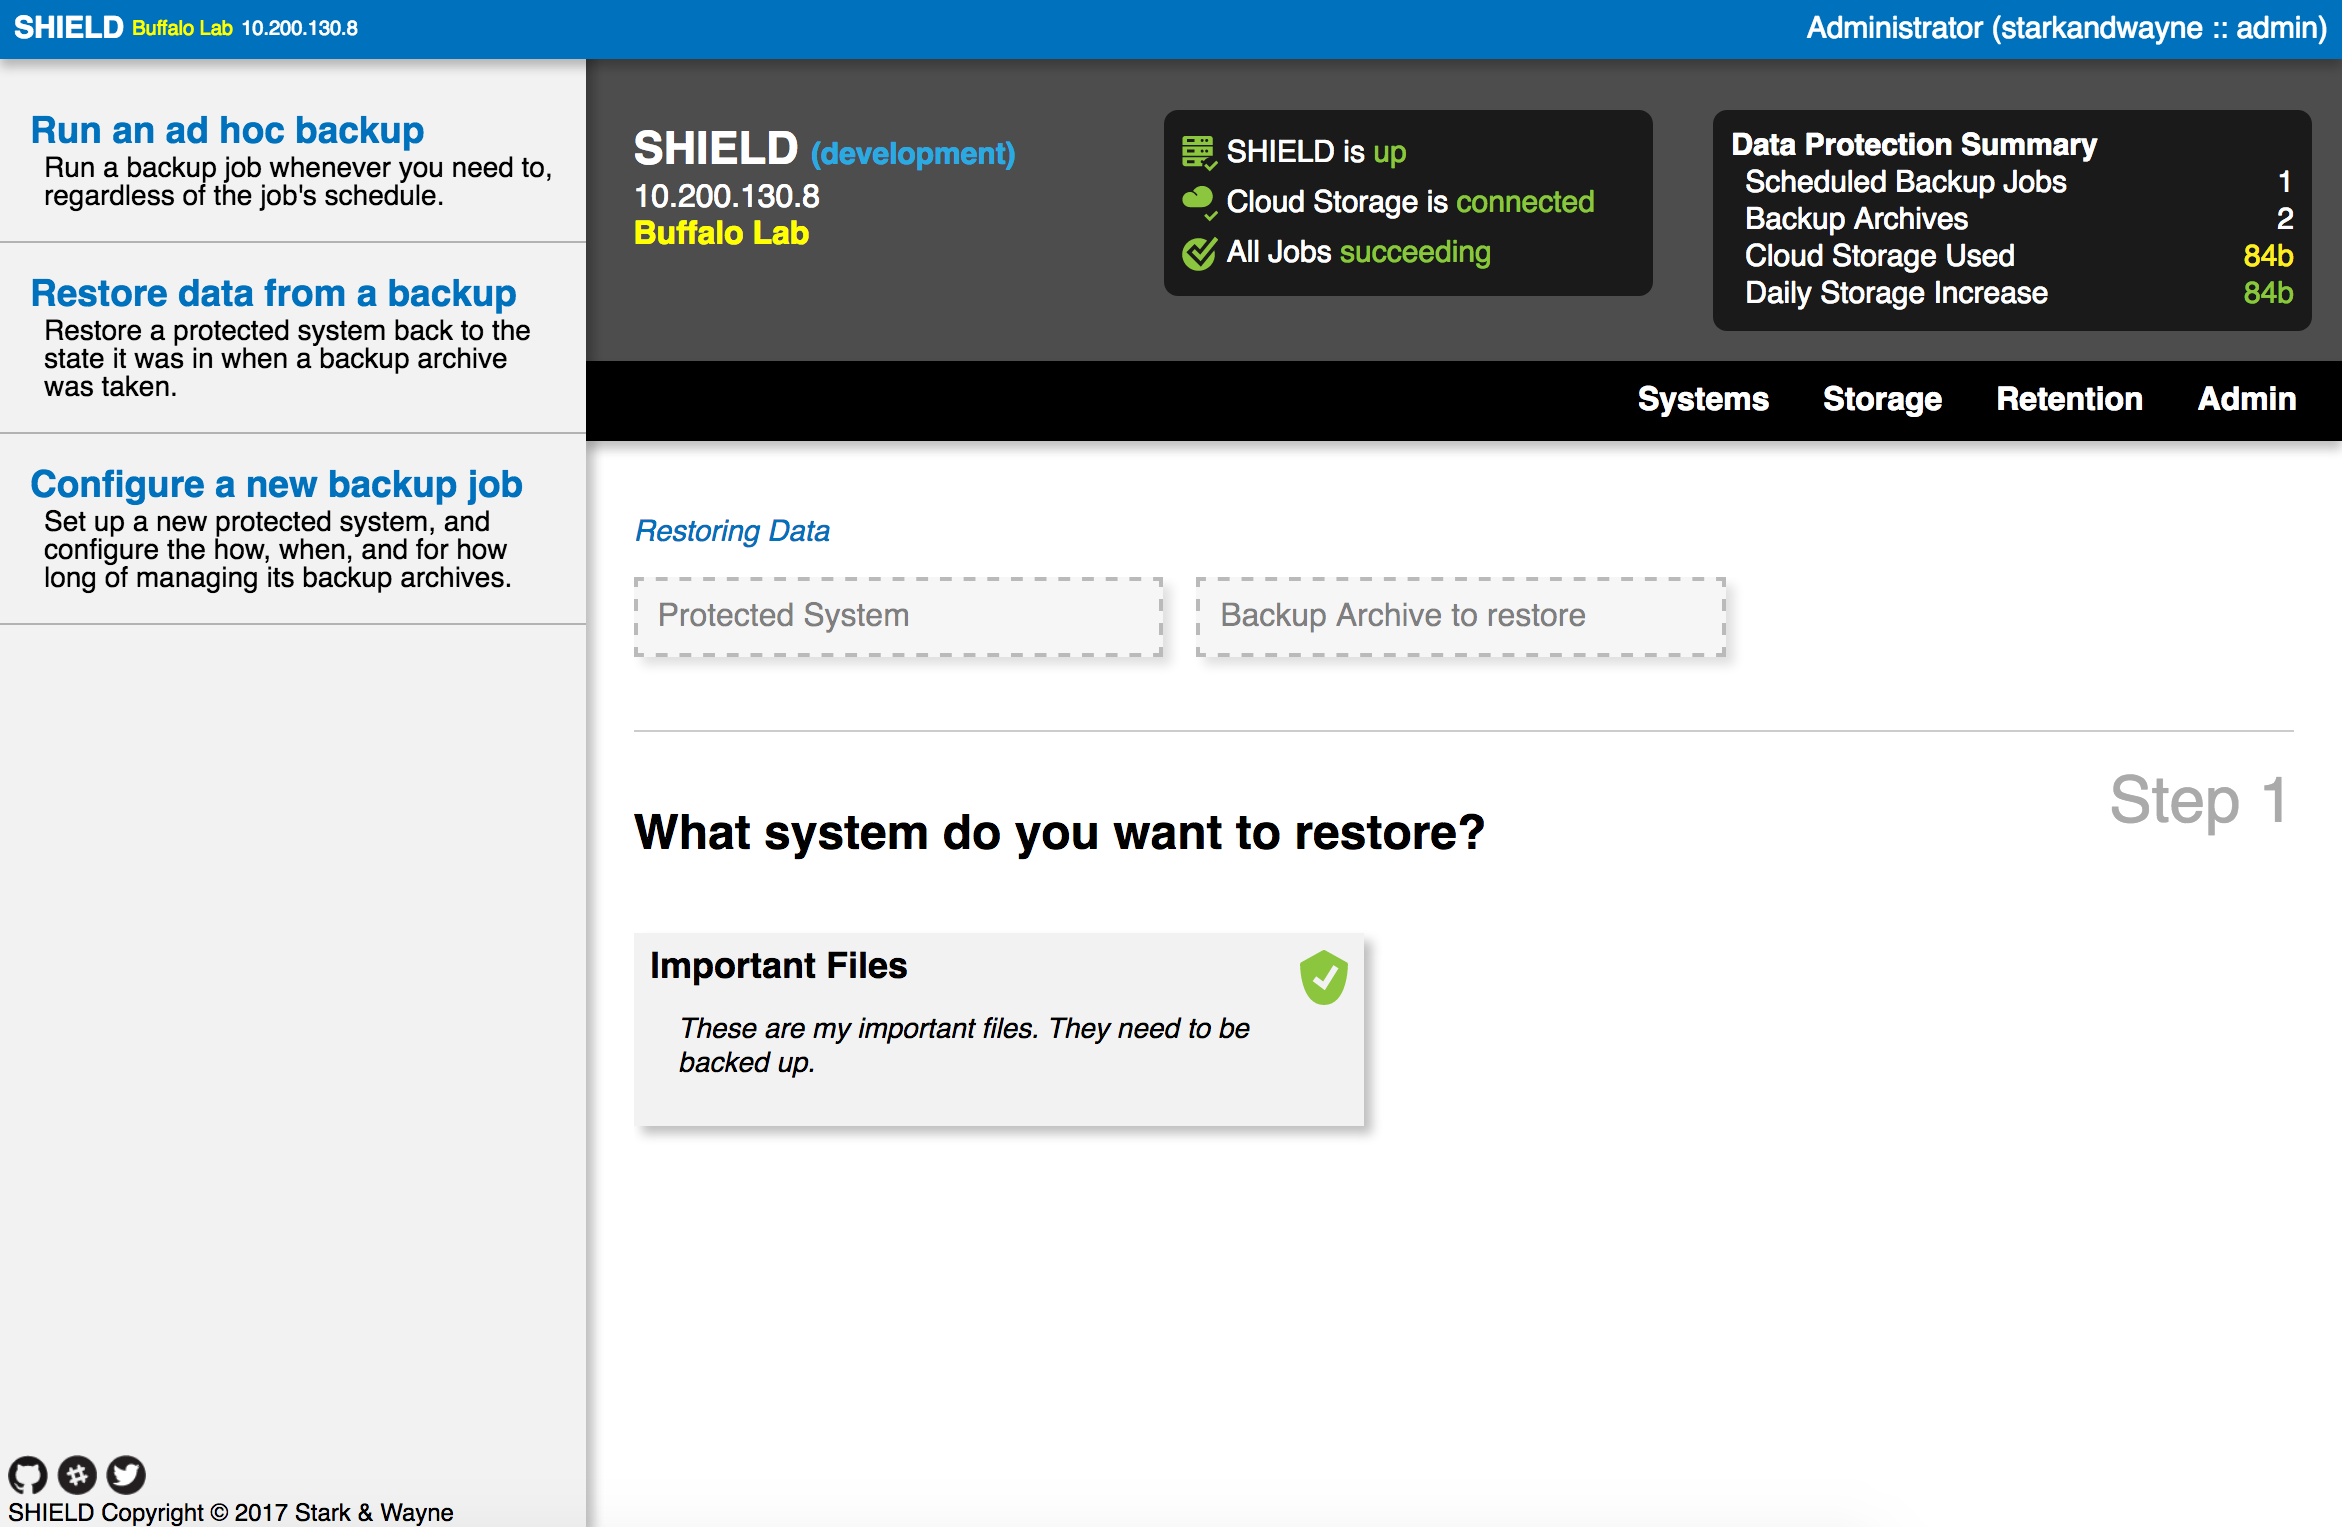 SHIELD Buffalo Lab 10.200.130.8
Administrator (starkandwayne :: admin)
Run an ad hoc backup
Run a backup job whenever you need to,
regardless of the job's schedule.
Restore data from a backup
Restore a protected system back to the
state it was in when a backup archive
was taken.
Configure a new backup job
Set up a new protected system, and
configure the how, when, and for how
long of managing its backup archives.
SHIELD (development)
10.200.130.8
Buffalo Lab
SHIELD is up
Cloud Storage is connected
All Jobs succeeding
Data Protection Summary
Scheduled Backup Jobs 1
Backup Archives 2
Cloud Storage Used 84b
Daily Storage Increase 84b
Systems Storage Retention Admin
Restoring Data
Protected System
Backup Archive to restore
Step 1
What system do you want to restore?
Important Files
These are my important files. They need to be
backed up.
SHIELD Copyright © 2017 Stark & Wayne